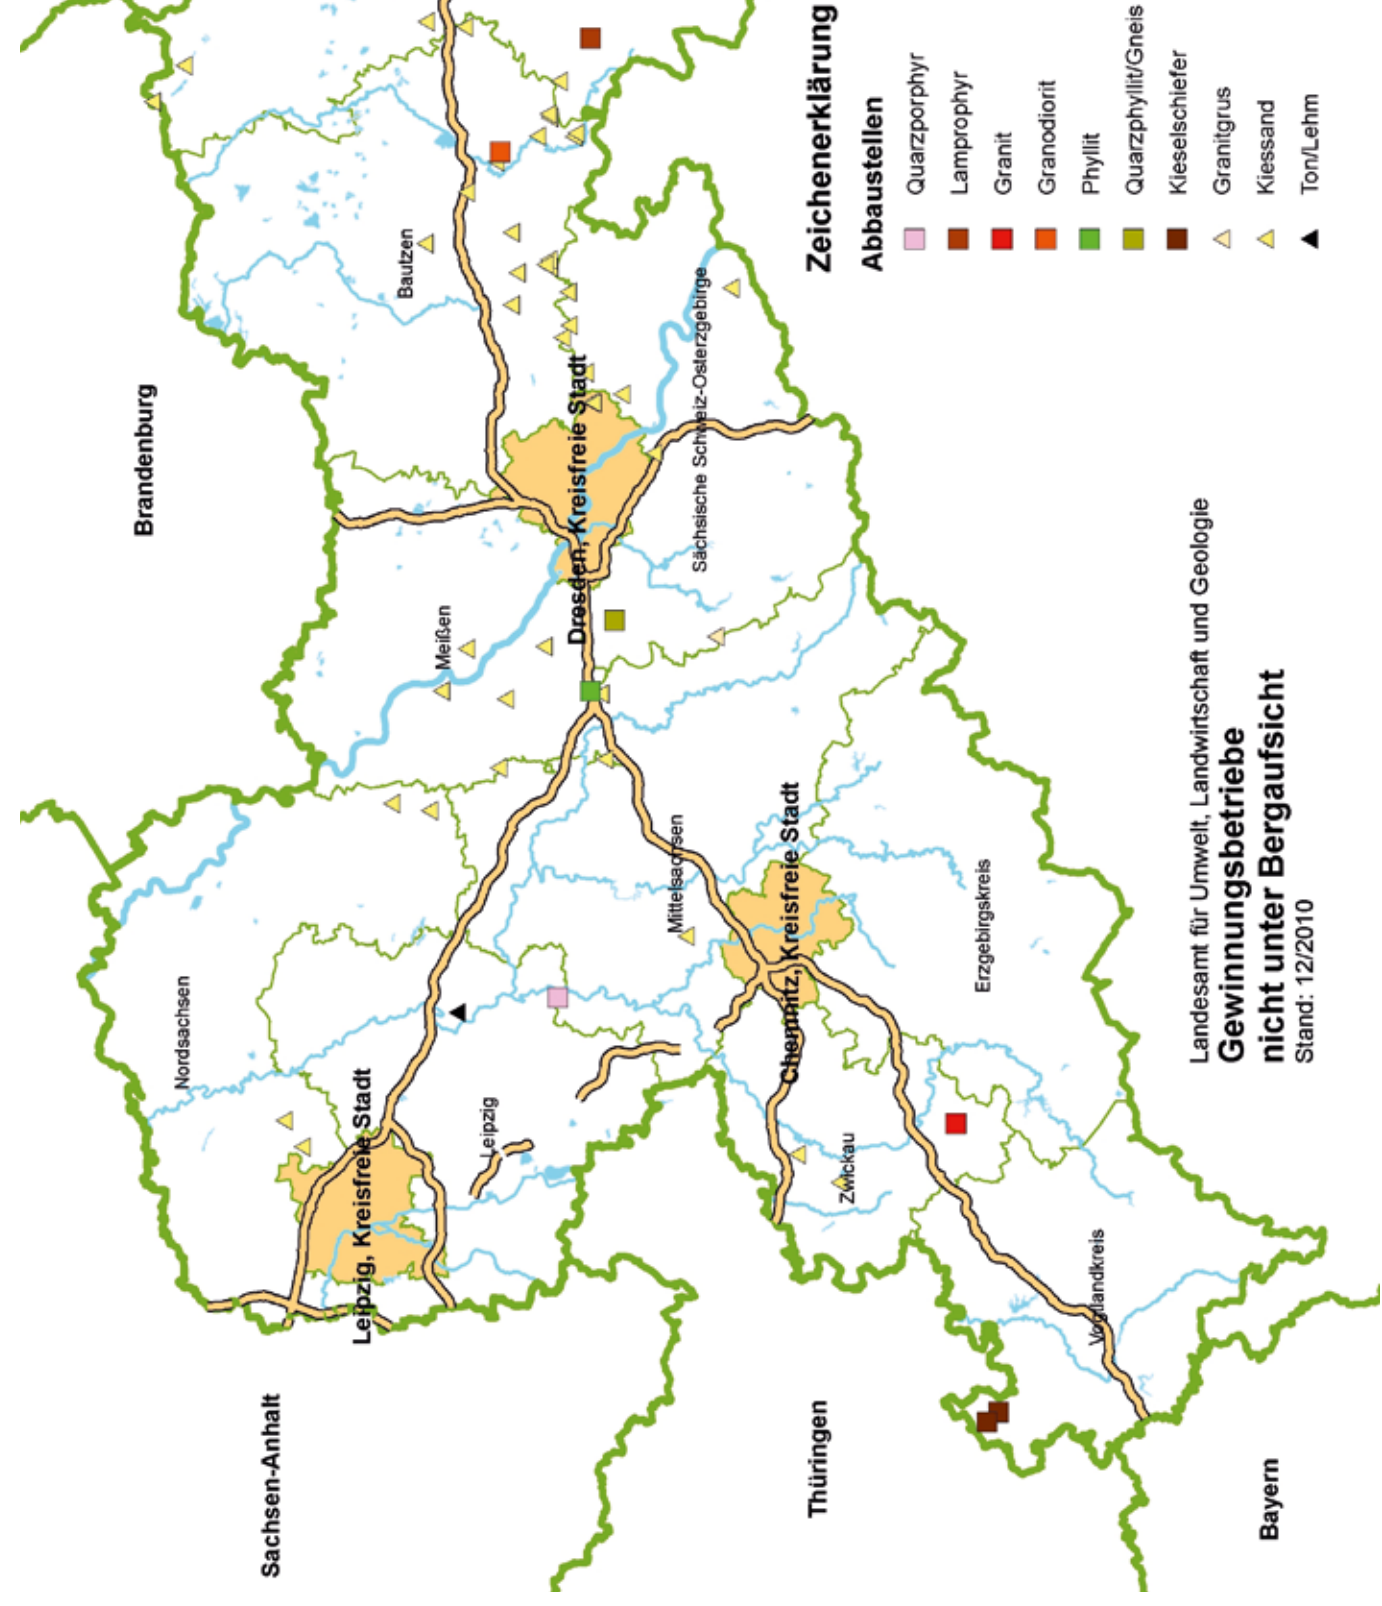 Brandenburg
Sachsen-Anhalt
Thüringen
Bayern
Nordsachsen
Leipzig, Kreisfreie Stadt
Leipzig
Meißen
Bautzen
Dresden, Kreisfreie Stadt
Sächsische Schweiz-Osterzgebirge
Mittelsachsen
Chemnitz, Kreisfreie Stadt
Erzgebirgskreis
Zwickau
Vogtlandkreis
Zeichenerklärung
Abbaustellen
Quarzporphyr
Lamprophyr
Granit
Granodiorit
Phyllit
Quarzphyllit/Gneis
Kieselschiefer
Granitgrus
Kiessand
Ton/Lehm
Landesamt für Umwelt, Landwirtschaft und Geologie
Gewinnungsbetriebe
nicht unter Bergaufsicht
Stand: 12/2010